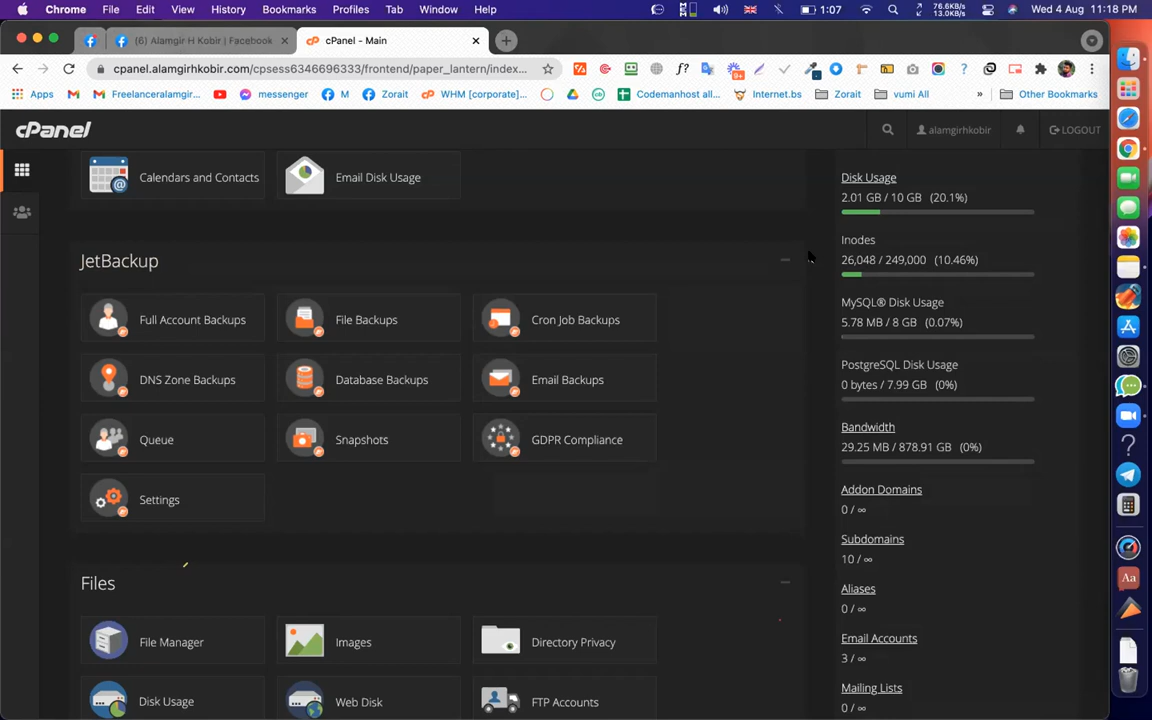 Chrome File Edit View History Bookmarks Profiles Tab Window Help 1:07 76.6KB/s 13.0KB/s Wed 4 Aug 11:18 PM
(6) Alamgir H Kobir | Facebook
cPanel - Main
cpanel.alamgirhkobir.com/cpsess6346696333/frontend/paper_lantern/index...
Apps Freelanceralamgir... messenger M Zorait WHM [corporate]... Codemanhost all... Internet.bs Zorait vumi All » Other Bookmarks
cPanel
alamgirhkobir
LOGOUT
Calendars and Contacts
Email Disk Usage
JetBackup
Full Account Backups
File Backups
Cron Job Backups
DNS Zone Backups
Database Backups
Email Backups
Queue
Snapshots
GDPR Compliance
Settings
Files
File Manager
Images
Directory Privacy
Disk Usage
Web Disk
FTP Accounts
Disk Usage
2.01 GB / 10 GB (20.1%)
Inodes
26,048 / 249,000 (10.46%)
MySQL® Disk Usage
5.78 MB / 8 GB (0.07%)
PostgreSQL Disk Usage
0 bytes / 7.99 GB (0%)
Bandwidth
29.25 MB / 878.91 GB (0%)
Addon Domains
0 / ∞
Subdomains
10 / ∞
Aliases
0 / ∞
Email Accounts
3 / ∞
Mailing Lists
0 / ∞